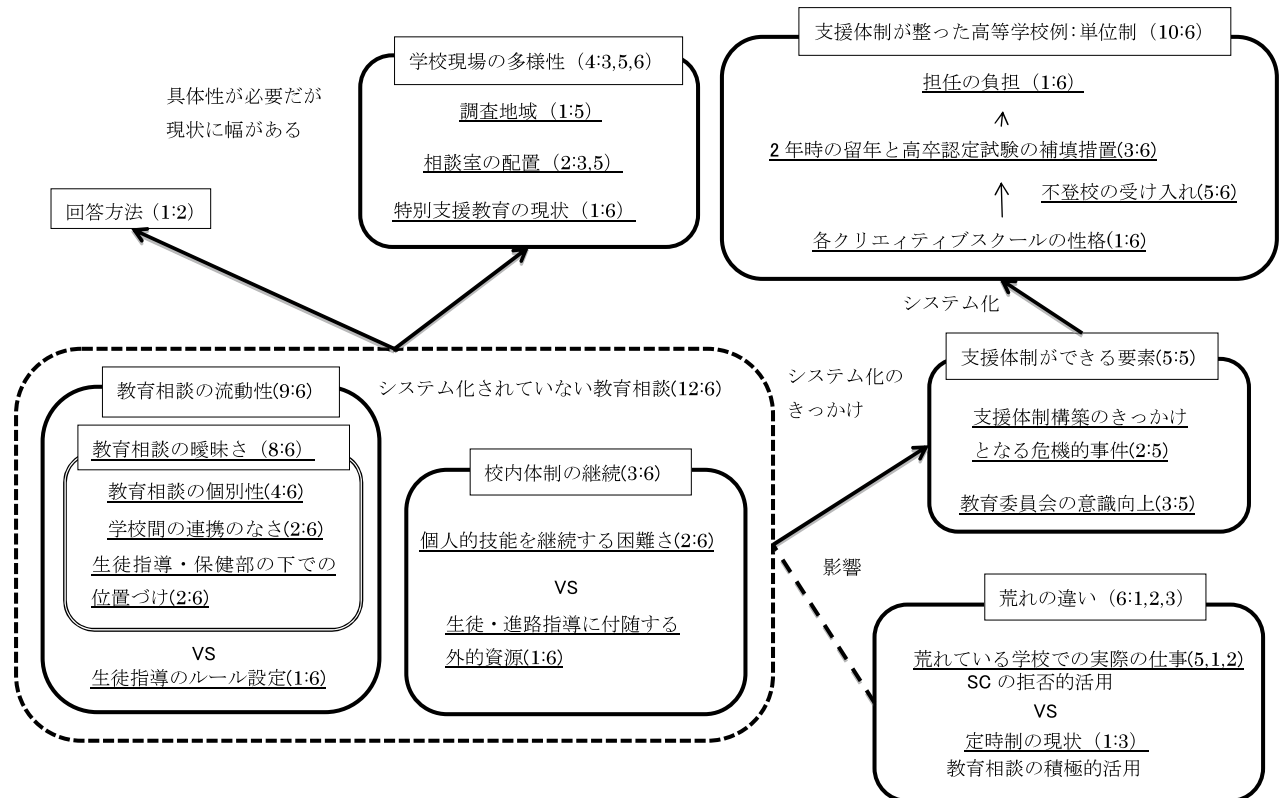 支援体制が整った高等学校例：単位制（10:6）
担任の負担（1:6）
2年時の留年と高卒認定試験の補填措置(3:6)
不登校の受け入れ(5:6)
各クリエィティブスクールの性格(1:6)
学校現場の多様性（4:3,5,6）
調査地域（1:5）
相談室の配置（2:3,5）
特別支援教育の現状（1:6）
具体性が必要だが
現状に幅がある
回答方法（1:2）
システム化
システム化されていない教育相談(12:6)
教育相談の流動性(9:6)
教育相談の曖昧さ（8:6）
教育相談の個別性(4:6)
学校間の連携のなさ(2:6)
生徒指導・保健部の下での
位置づけ(2:6)
VS
生徒指導のルール設定(1:6)
校内体制の継続(3:6)
個人的技能を継続する困難さ(2:6)
VS
生徒・進路指導に付随する
外的資源(1:6)
システム化の
きっかけ
支援体制ができる要素(5:5)
支援体制構築のきっかけ
となる危機的事件(2:5)
教育委員会の意識向上(3:5)
影響
荒れの違い（6:1,2,3）
荒れている学校での実際の仕事(5,1,2)
SCの拒否的活用
VS
定時制の現状（1:3）
教育相談の積極的活用